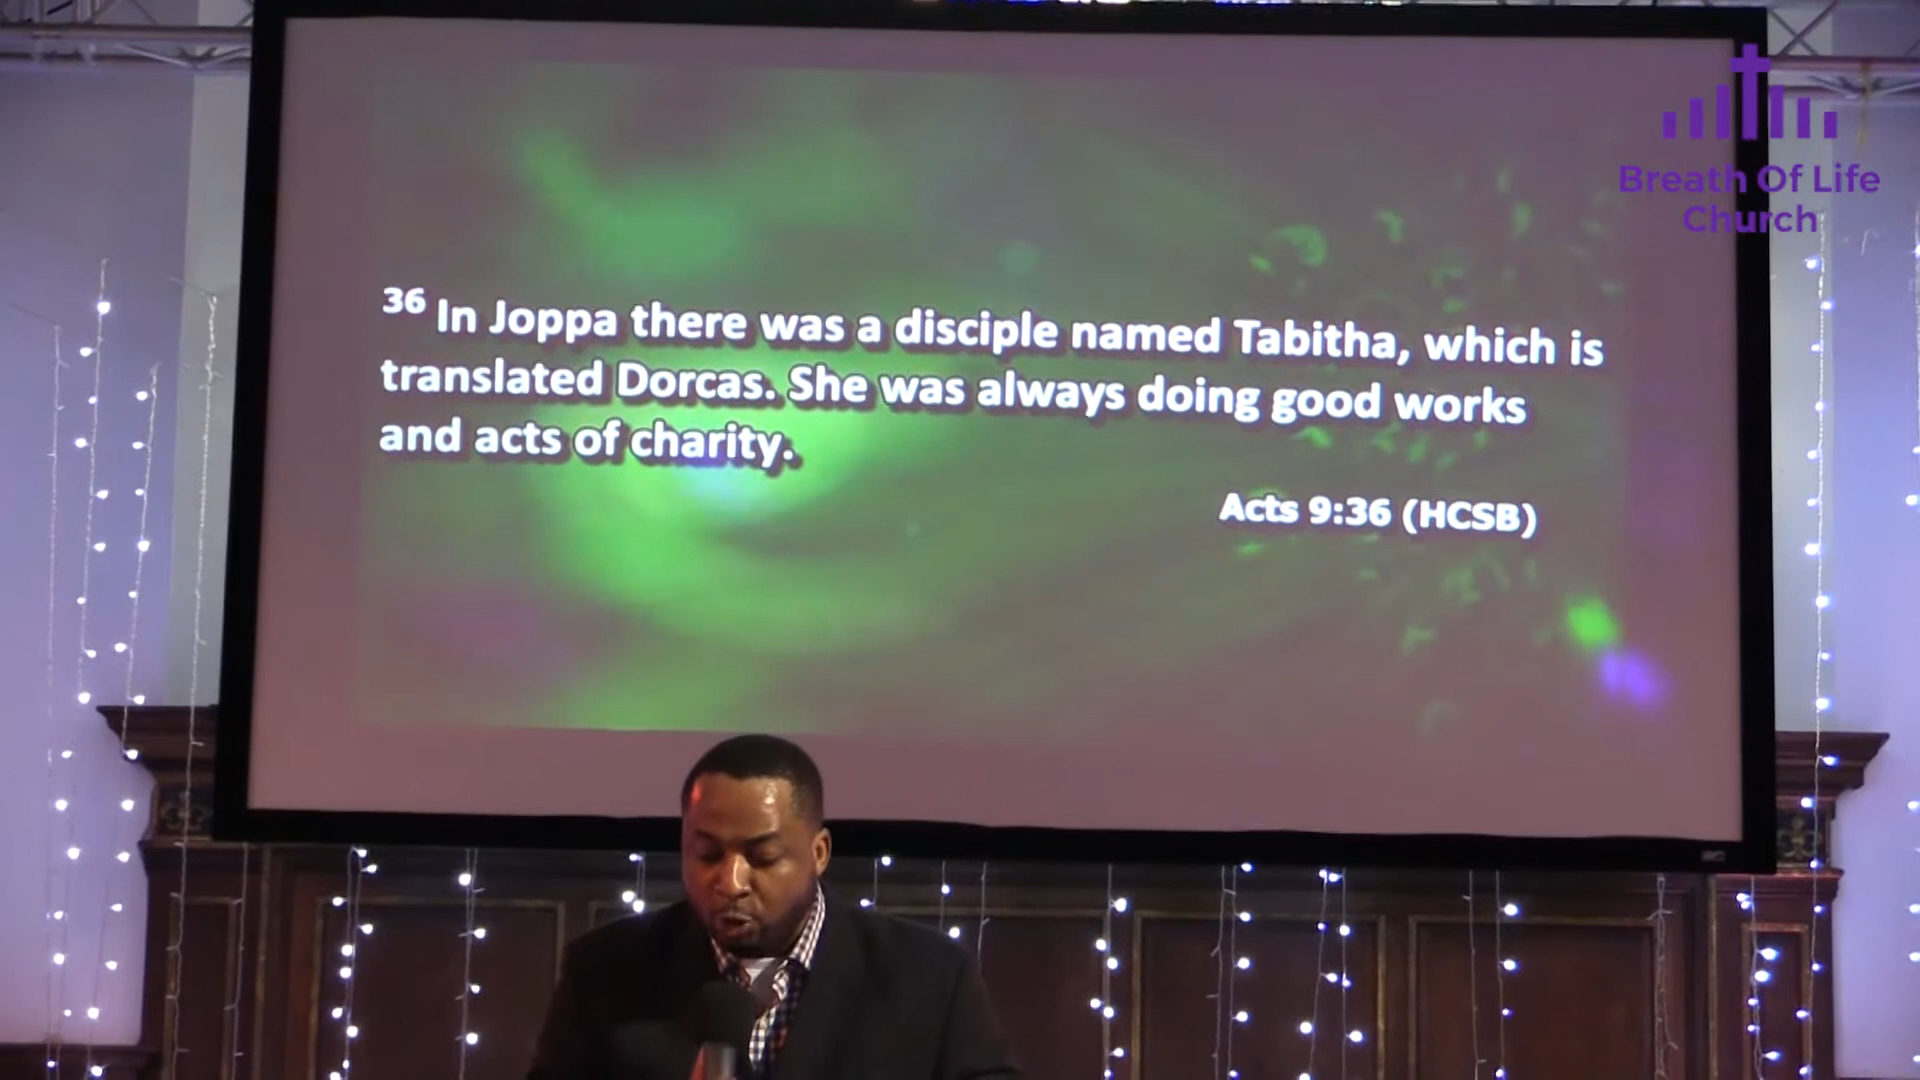 36 In Joppa there was a disciple named Tabitha, which is
translated Dorcas. She was always doing good works
and acts of charity.
Acts 9:36 (HCSB)
Breath Of Life
Church